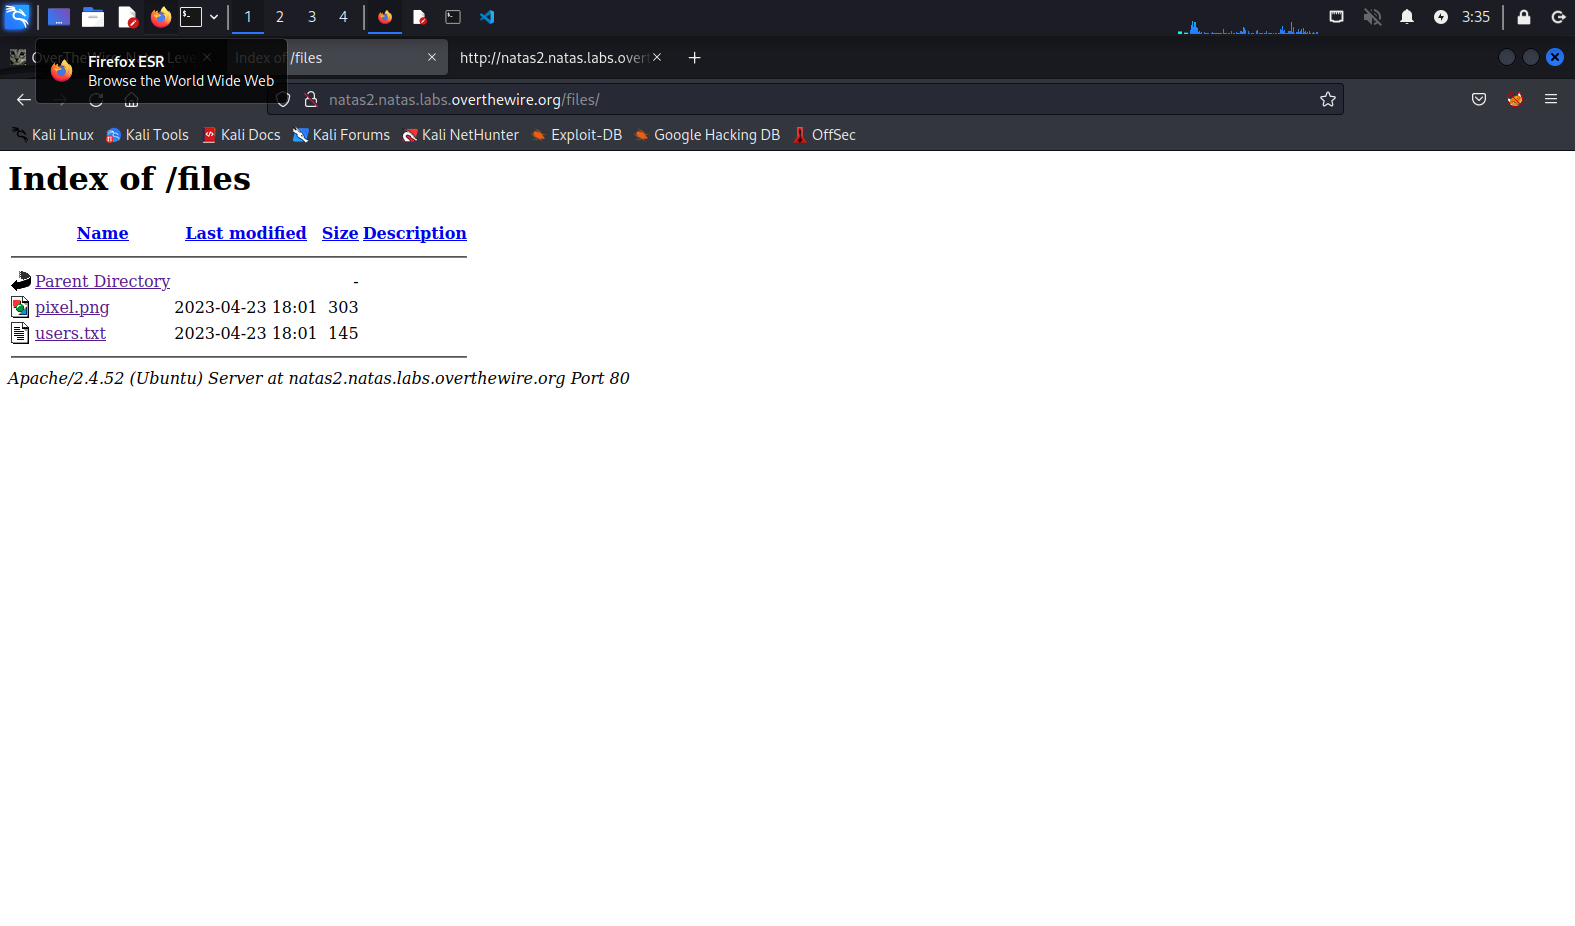 1 2 3 4 3:35
OverTheWire: Natas Leve Index of /files http://natas2.natas.labs.overt
Firefox ESR
Browse the World Wide Web
natas2.natas.labs.overthewire.org/files/
Kali Linux Kali Tools Kali Docs Kali Forums Kali NetHunter Exploit-DB Google Hacking DB OffSec
Index of /files
Name Last modified Size Description
Parent Directory -
pixel.png 2023-04-23 18:01 303
users.txt 2023-04-23 18:01 145
Apache/2.4.52 (Ubuntu) Server at natas2.natas.labs.overthewire.org Port 80